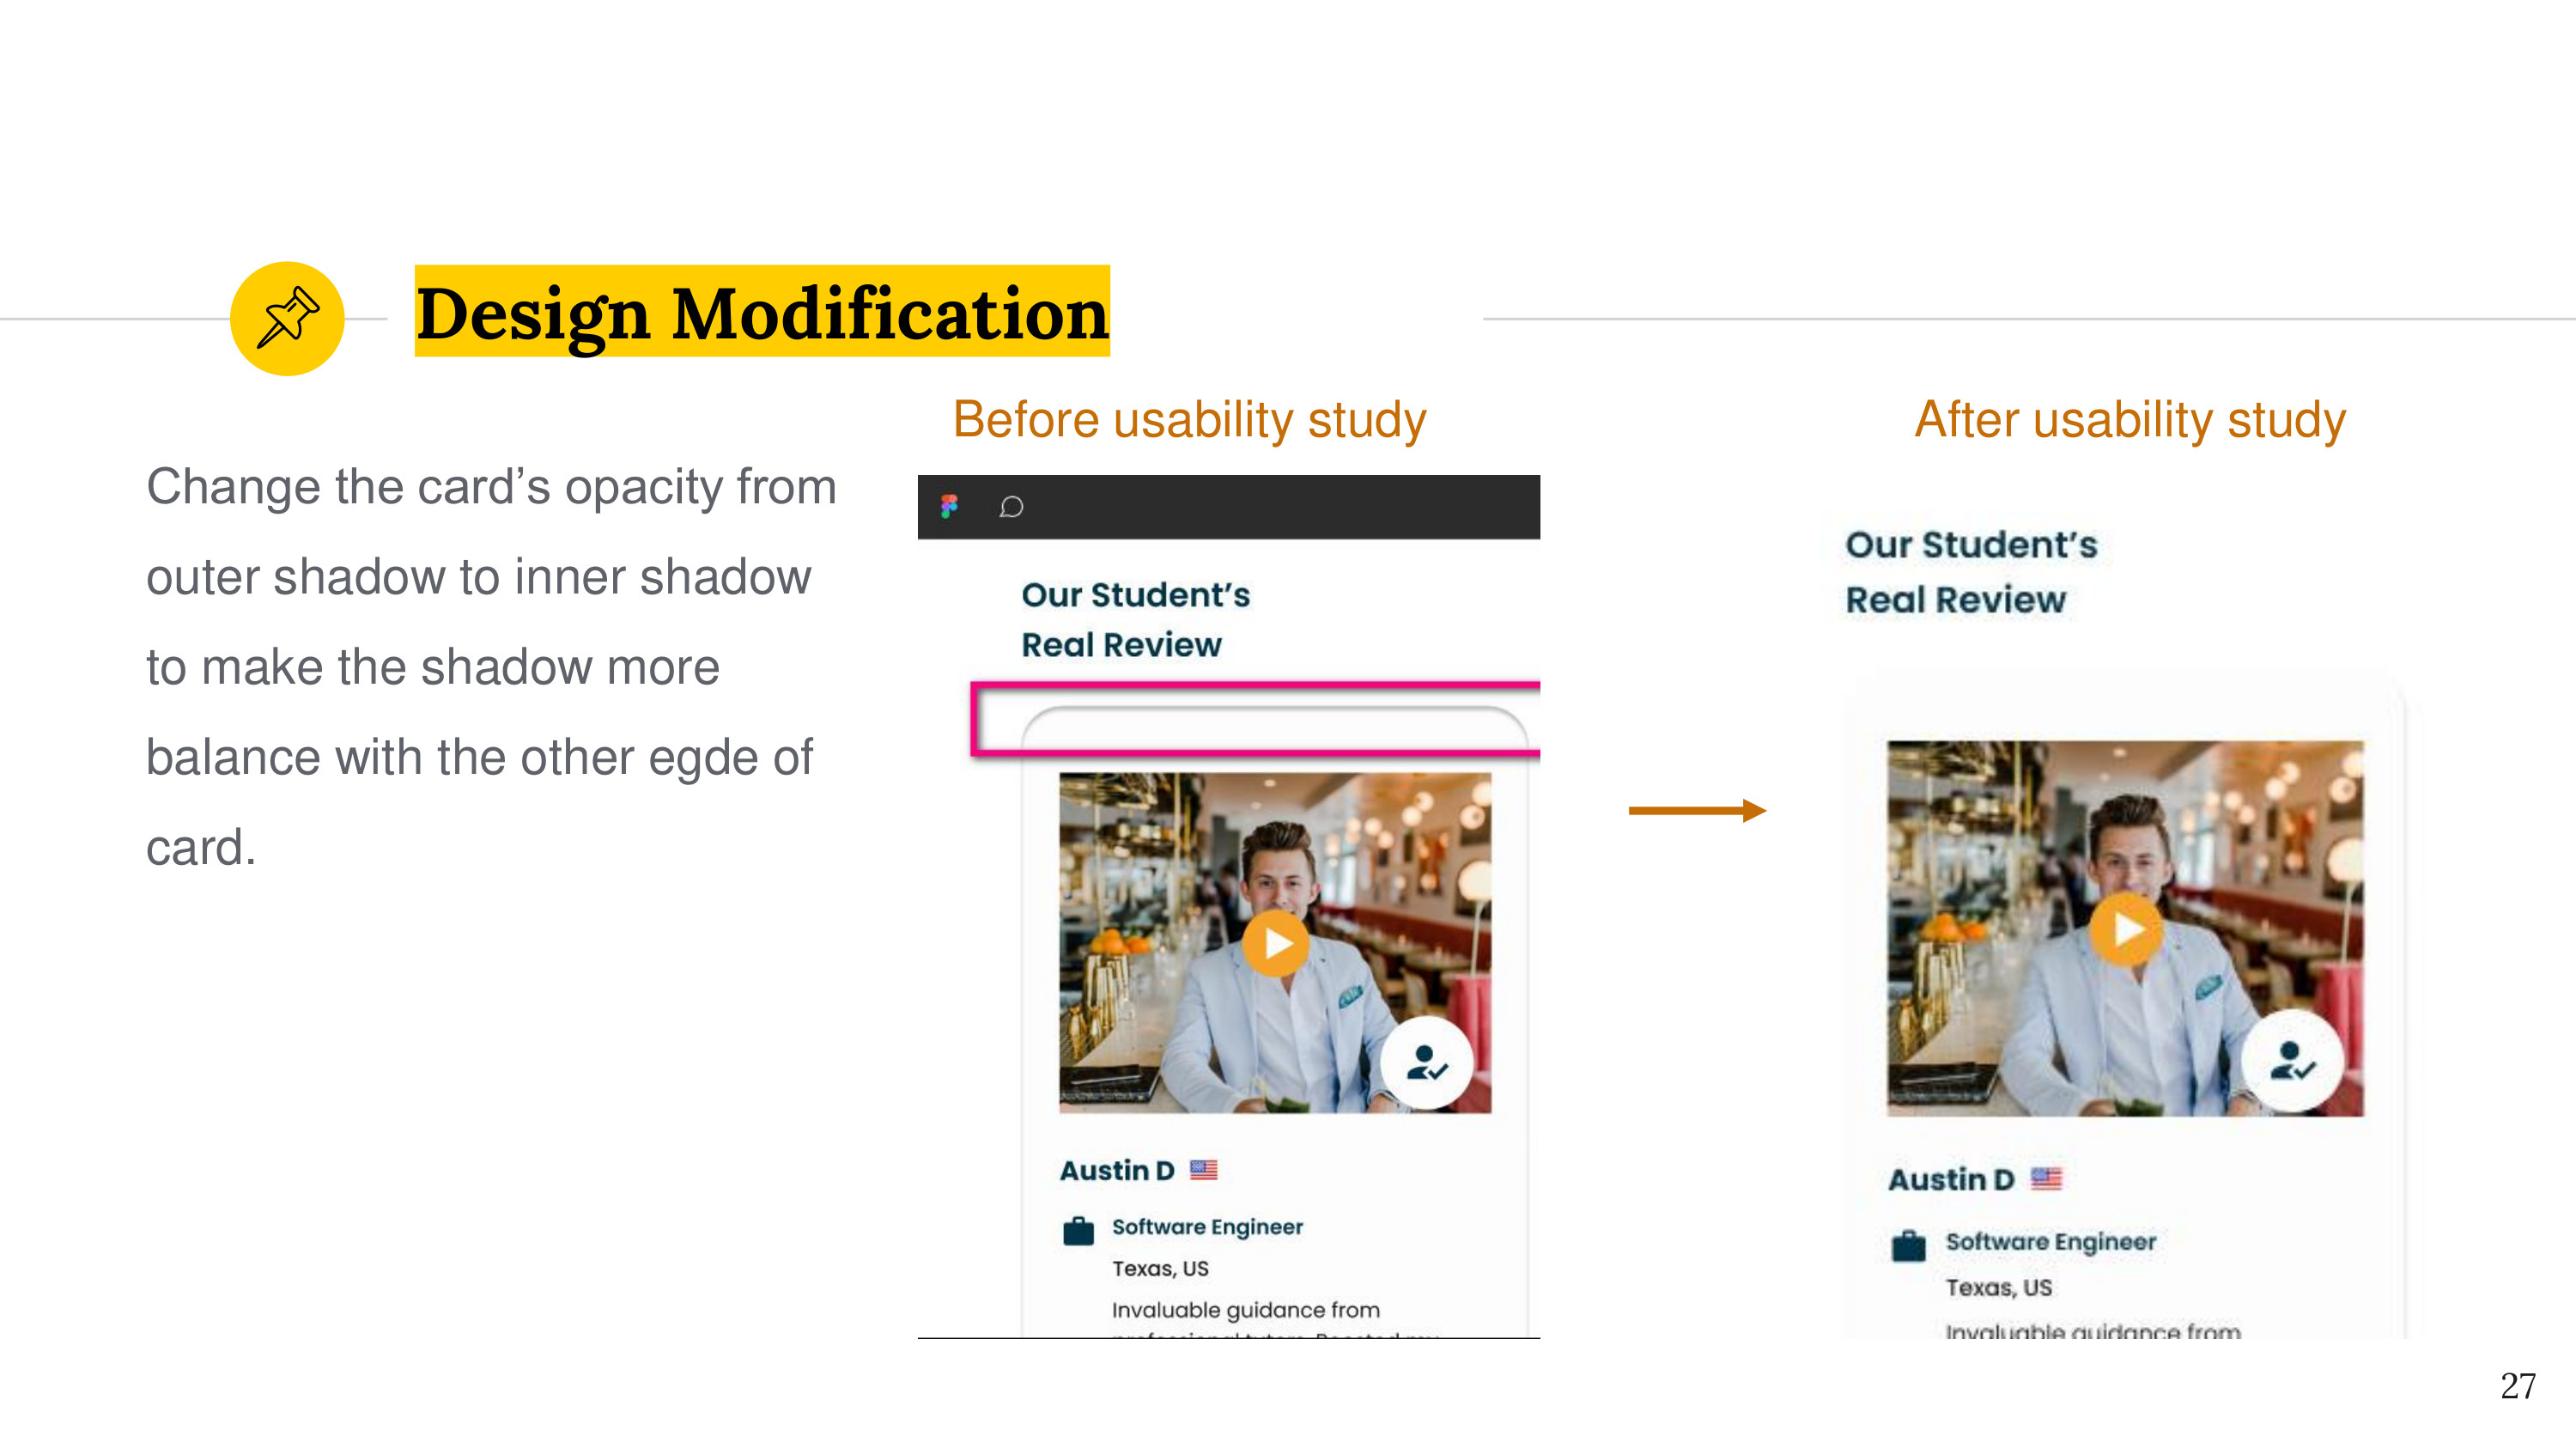 Design Modification
Change the card’s opacity from
outer shadow to inner shadow
to make the shadow more
balance with the other egde of
card.
Before usability study
Our Student’s
Real Review
Austin D
Software Engineer
Texas, US
Invaluable guidance from
After usability study
Our Student’s
Real Review
Austin D
Software Engineer
Texas, US
Invaluable guidance from
27